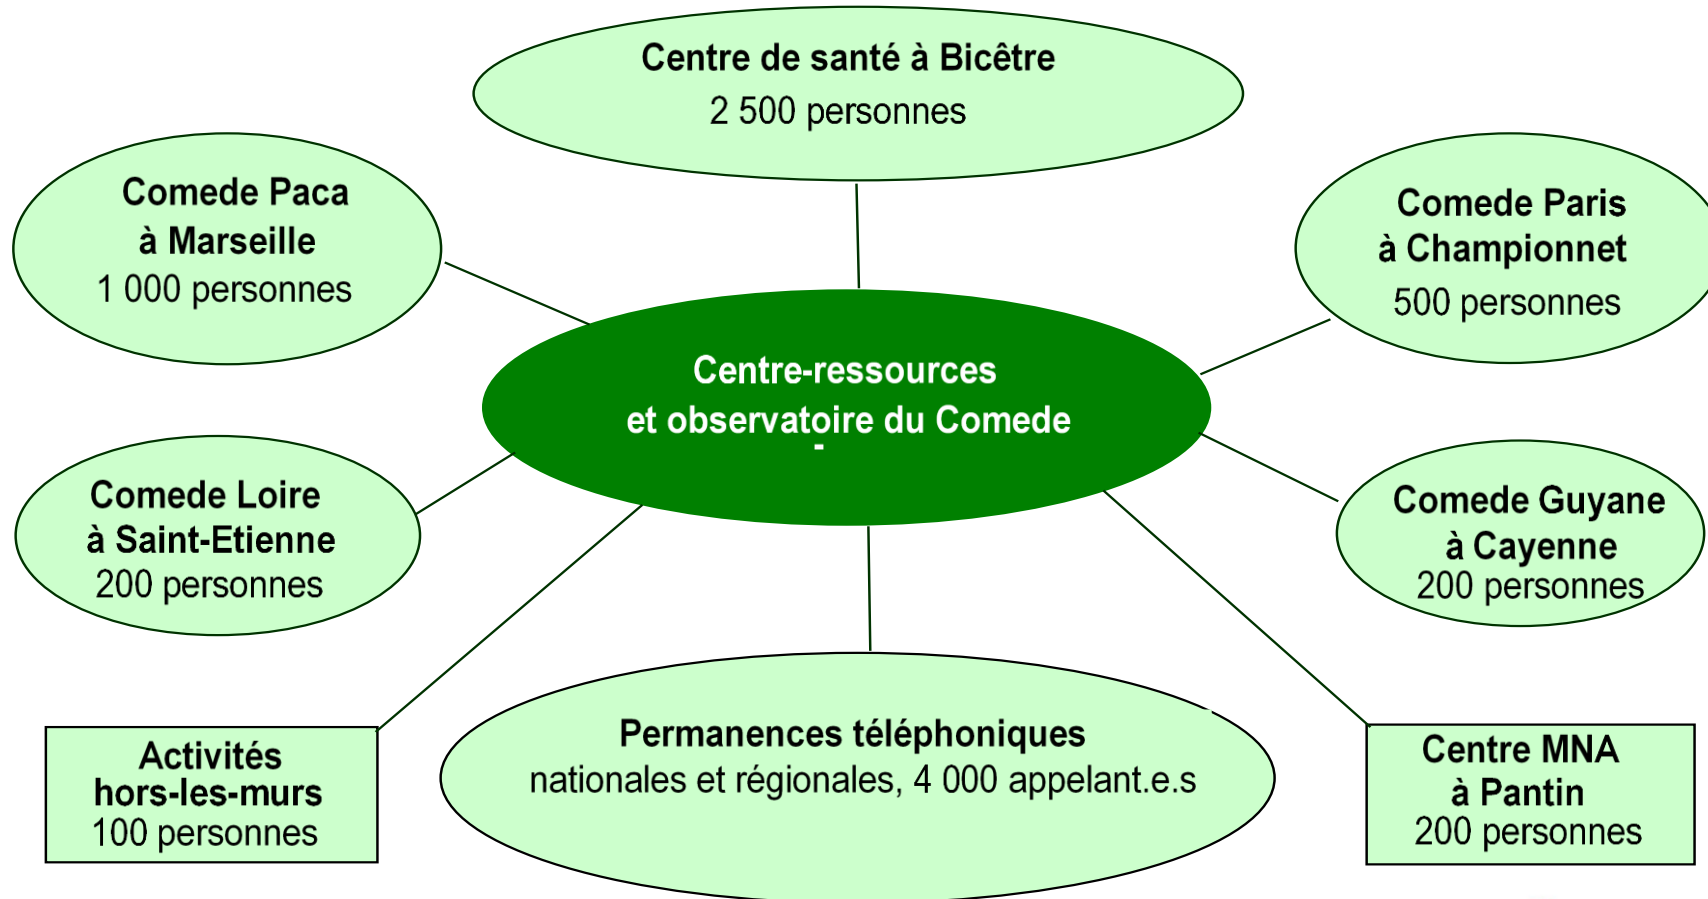 Centre de santé à Bicêtre
2 500 personnes
Comede Paca
à Marseille
1 000 personnes
Comede Paris
à Championnet
500 personnes
Centre-ressources
et observatoire du Comede
-
Comede Loire
à Saint-Etienne
200 personnes
Comede Guyane
à Cayenne
200 personnes
Activités
hors-les-murs
100 personnes
Permanences téléphoniques
nationales et régionales, 4 000 appelant.e.s
Centre MNA
à Pantin
200 personnes